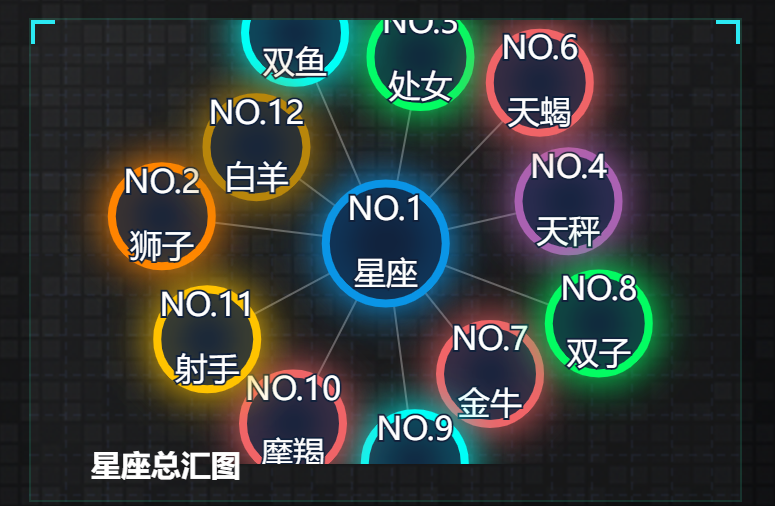 双鱼
NO.3
处女
NO.6
天蝎
NO.12
白羊
NO.4
天秤
NO.2
狮子
NO.1
星座
NO.8
双子
NO.11
射手
NO.7
金牛
NO.10
摩羯
NO.9
星座总汇图